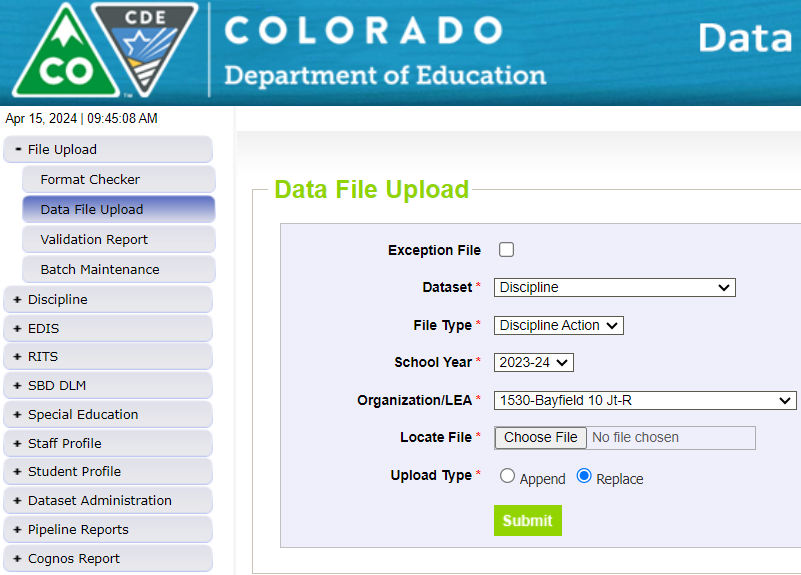 CDE
CO
TM
COLORADO
Department of Education
Data
Apr 15, 2024 | 09:45:08 AM
- File Upload
Format Checker
Data File Upload
Validation Report
Batch Maintenance
+ Discipline
+ EDIS
+ RITS
+ SBD DLM
+ Special Education
+ Staff Profile
+ Student Profile
+ Dataset Administration
+ Pipeline Reports
+ Cognos Report
Data File Upload
Exception File
Dataset * Discipline
File Type * Discipline Action
School Year * 2023-24
Organization/LEA * 1530-Bayfield 10 Jt-R
Locate File * Choose File No file chosen
Upload Type * Append Replace
Submit